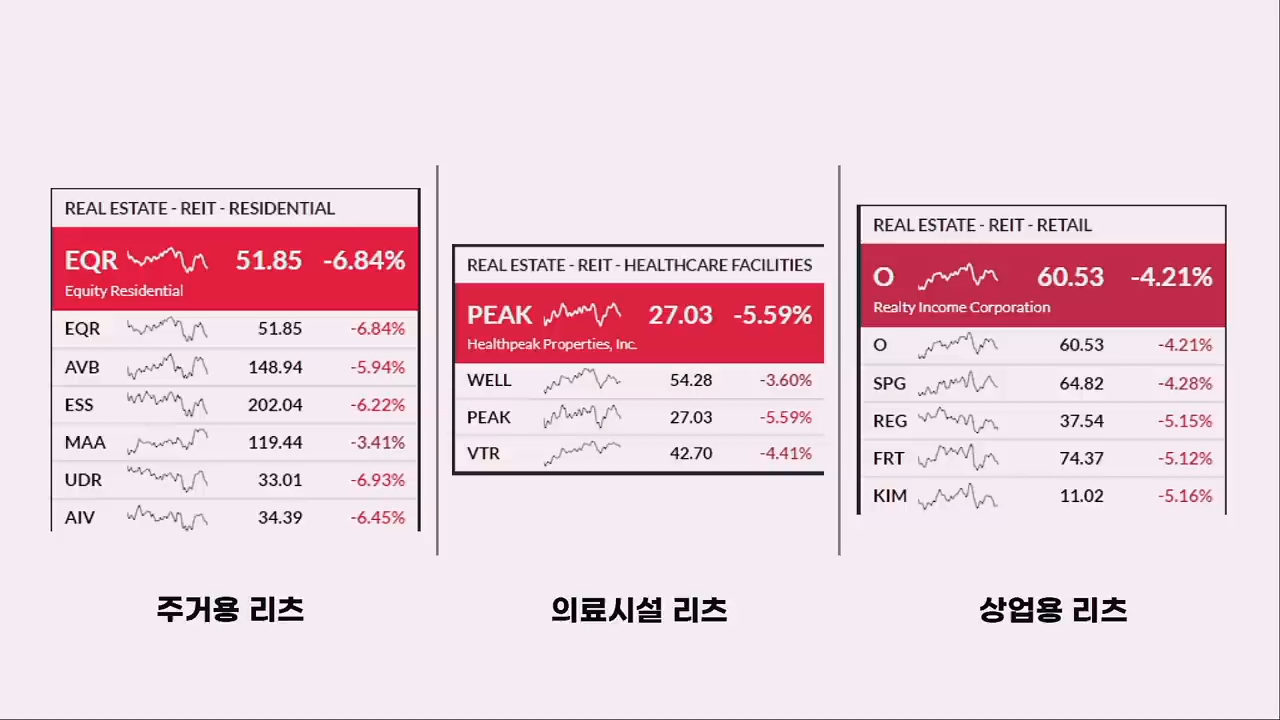 REAL ESTATE - REIT - RESIDENTIAL
EQR 51.85 -6.84%
Equity Residential
EQR 51.85 -6.84%
AVB 148.94 -5.94%
ESS 202.04 -6.22%
MAA 119.44 -3.41%
UDR 33.01 -6.93%
AIV 34.39 -6.45%
주거용 리츠
REAL ESTATE - REIT - HEALTHCARE FACILITIES
PEAK 27.03 -5.59%
Healthpeak Properties, Inc.
WELL 54.28 -3.60%
PEAK 27.03 -5.59%
VTR 42.70 -4.41%
의료시설 리츠
REAL ESTATE - REIT - RETAIL
O 60.53 -4.21%
Realty Income Corporation
O 60.53 -4.21%
SPG 64.82 -4.28%
REG 37.54 -5.15%
FRT 74.37 -5.12%
KIM 11.02 -5.16%
상업용 리츠